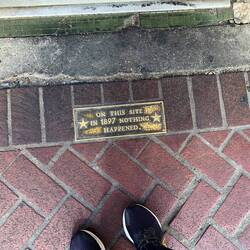 ON THIS SITE
IN 1897 NOTHING
HAPPENED.